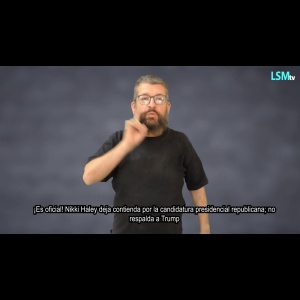 LSMtv
¡Es oficial! Nikki Haley deja contienda por la candidatura presidencial republicana; no
respalda a Trump